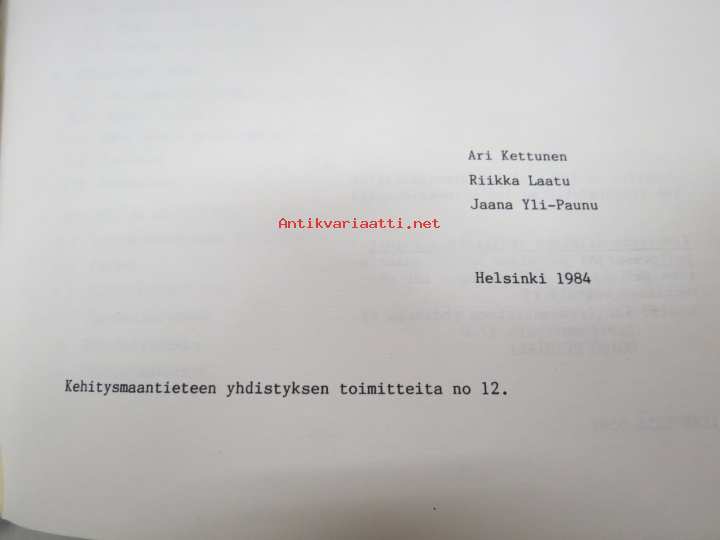 Ari Kettunen
Riikka Laatu
Jaana Yli-Paunu
Antikvariaatti.net
Helsinki 1984
Kehitysmaantieteen yhdistyksen toimitteita no 12.